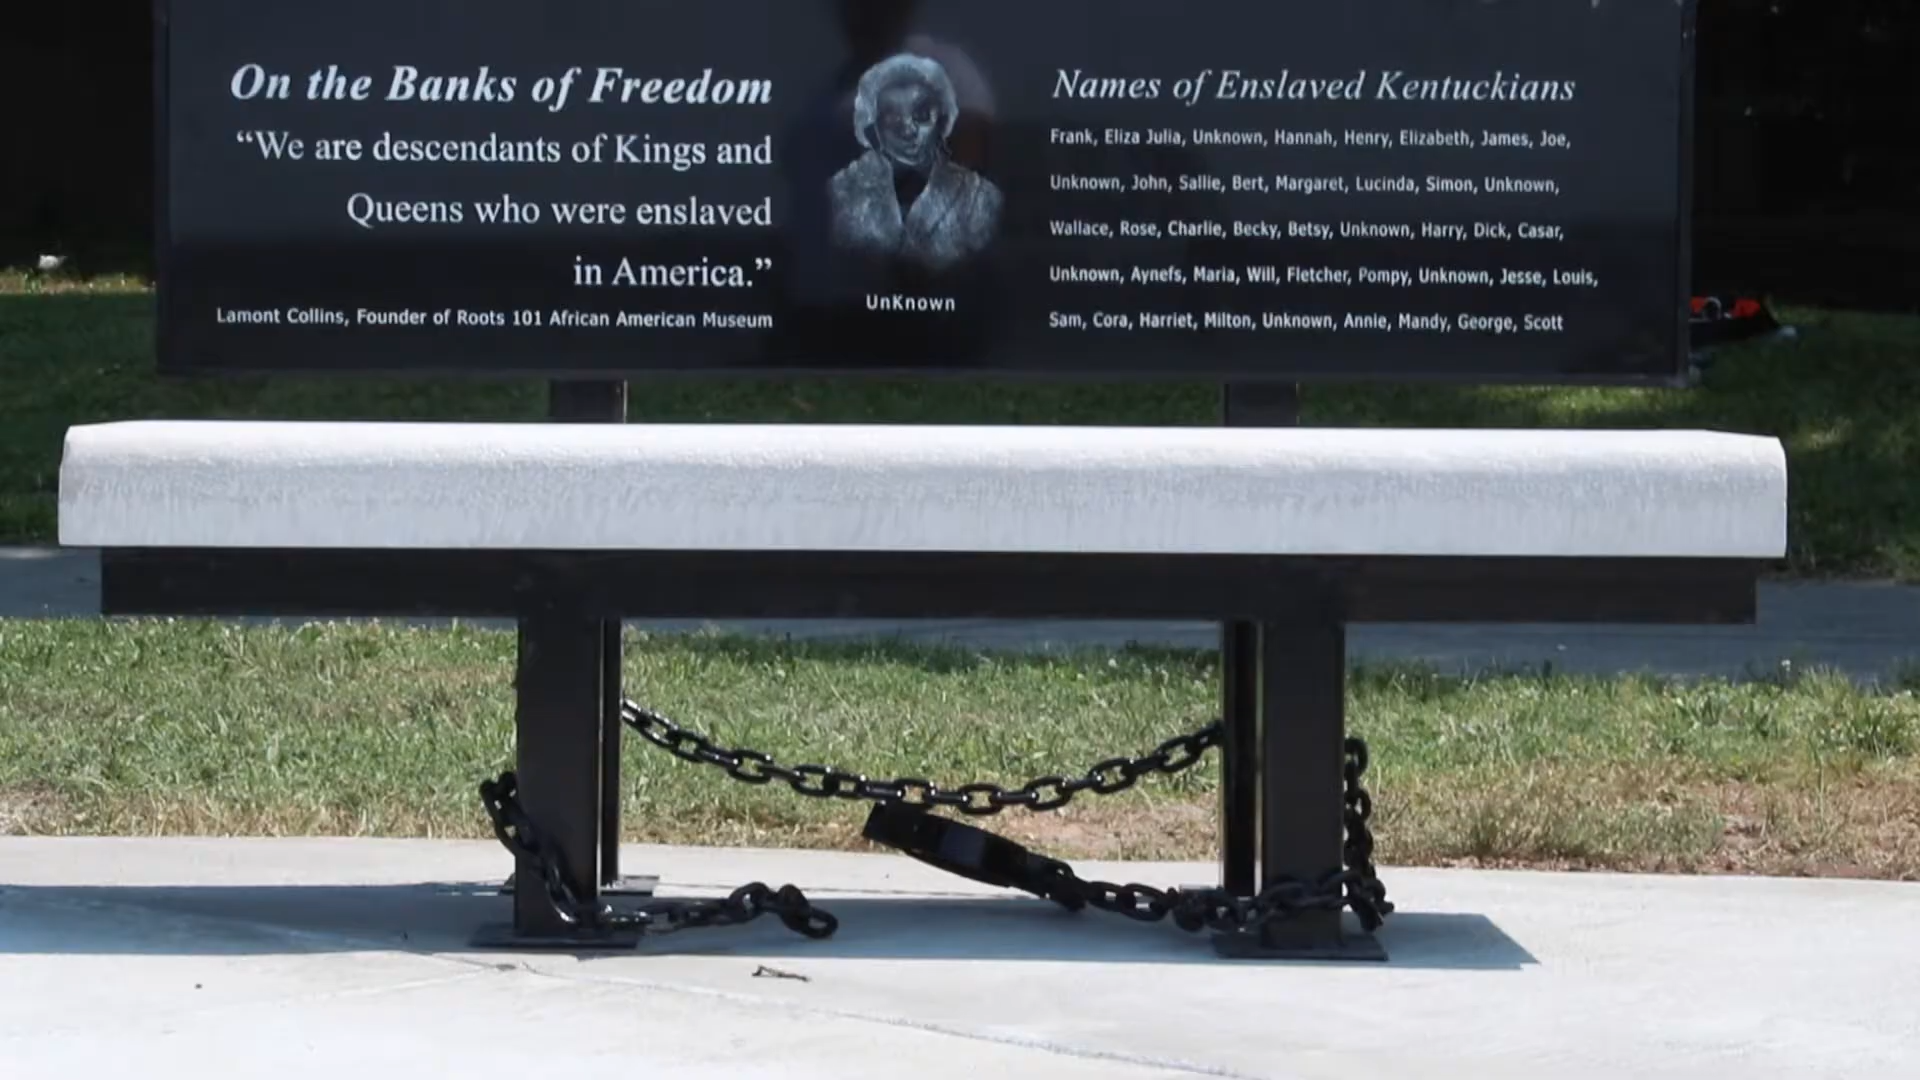 On the Banks of Freedom
“We are descendants of Kings and
Queens who were enslaved
in America.”
Lamont Collins, Founder of Roots 101 African American Museum
UnKnown
Names of Enslaved Kentuckians
Frank, Eliza Julia, Unknown, Hannah, Henry, Elizabeth, James, Joe,
Unknown, John, Sallie, Bert, Margaret, Lucinda, Simon, Unknown,
Wallace, Rose, Charlie, Becky, Betsy, Unknown, Harry, Dick, Casar,
Unknown, Aynefs, Maria, Will, Fletcher, Pompy, Unknown, Jesse, Louis,
Sam, Cora, Harriet, Milton, Unknown, Annie, Mandy, George, Scott